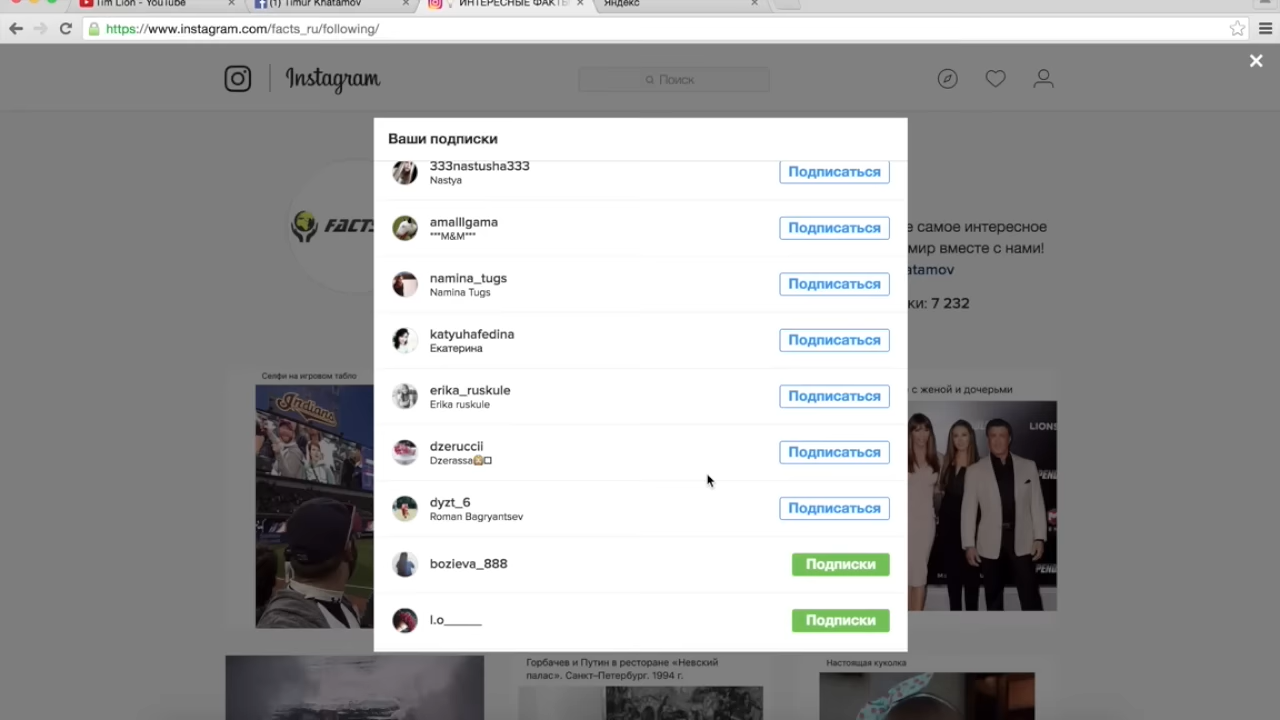 Tim Lion - YouTube
(1) Timur Khatamov
ИНТЕРЕСНЫЕ ФАКТЫ
Яндекс
https://www.instagram.com/facts_ru/following/
Instagram
Поиск
Ваши подписки
333nastusha333
Nastya
Подписаться
amalllgama
***M&M***
Подписаться
namina_tugs
Namina Tugs
Подписаться
katyuhafedina
Екатерина
Подписаться
erika_ruskule
Erika ruskule
Подписаться
dzeruccii
Dzerassa
Подписаться
dyzt_6
Roman Bagryantsev
Подписаться
bozieva_888
Подписки
l.o______
Подписки
FACTS
е самое интересное
мир вместе с нами!
atamov
ки: 7 232
Селфи на игровом табло
Indians
с женой и дочерьми
LIONS
Горбачев и Путин в ресторане «Невский
палас». Санкт–Петербург. 1994 г.
Настоящая куколка